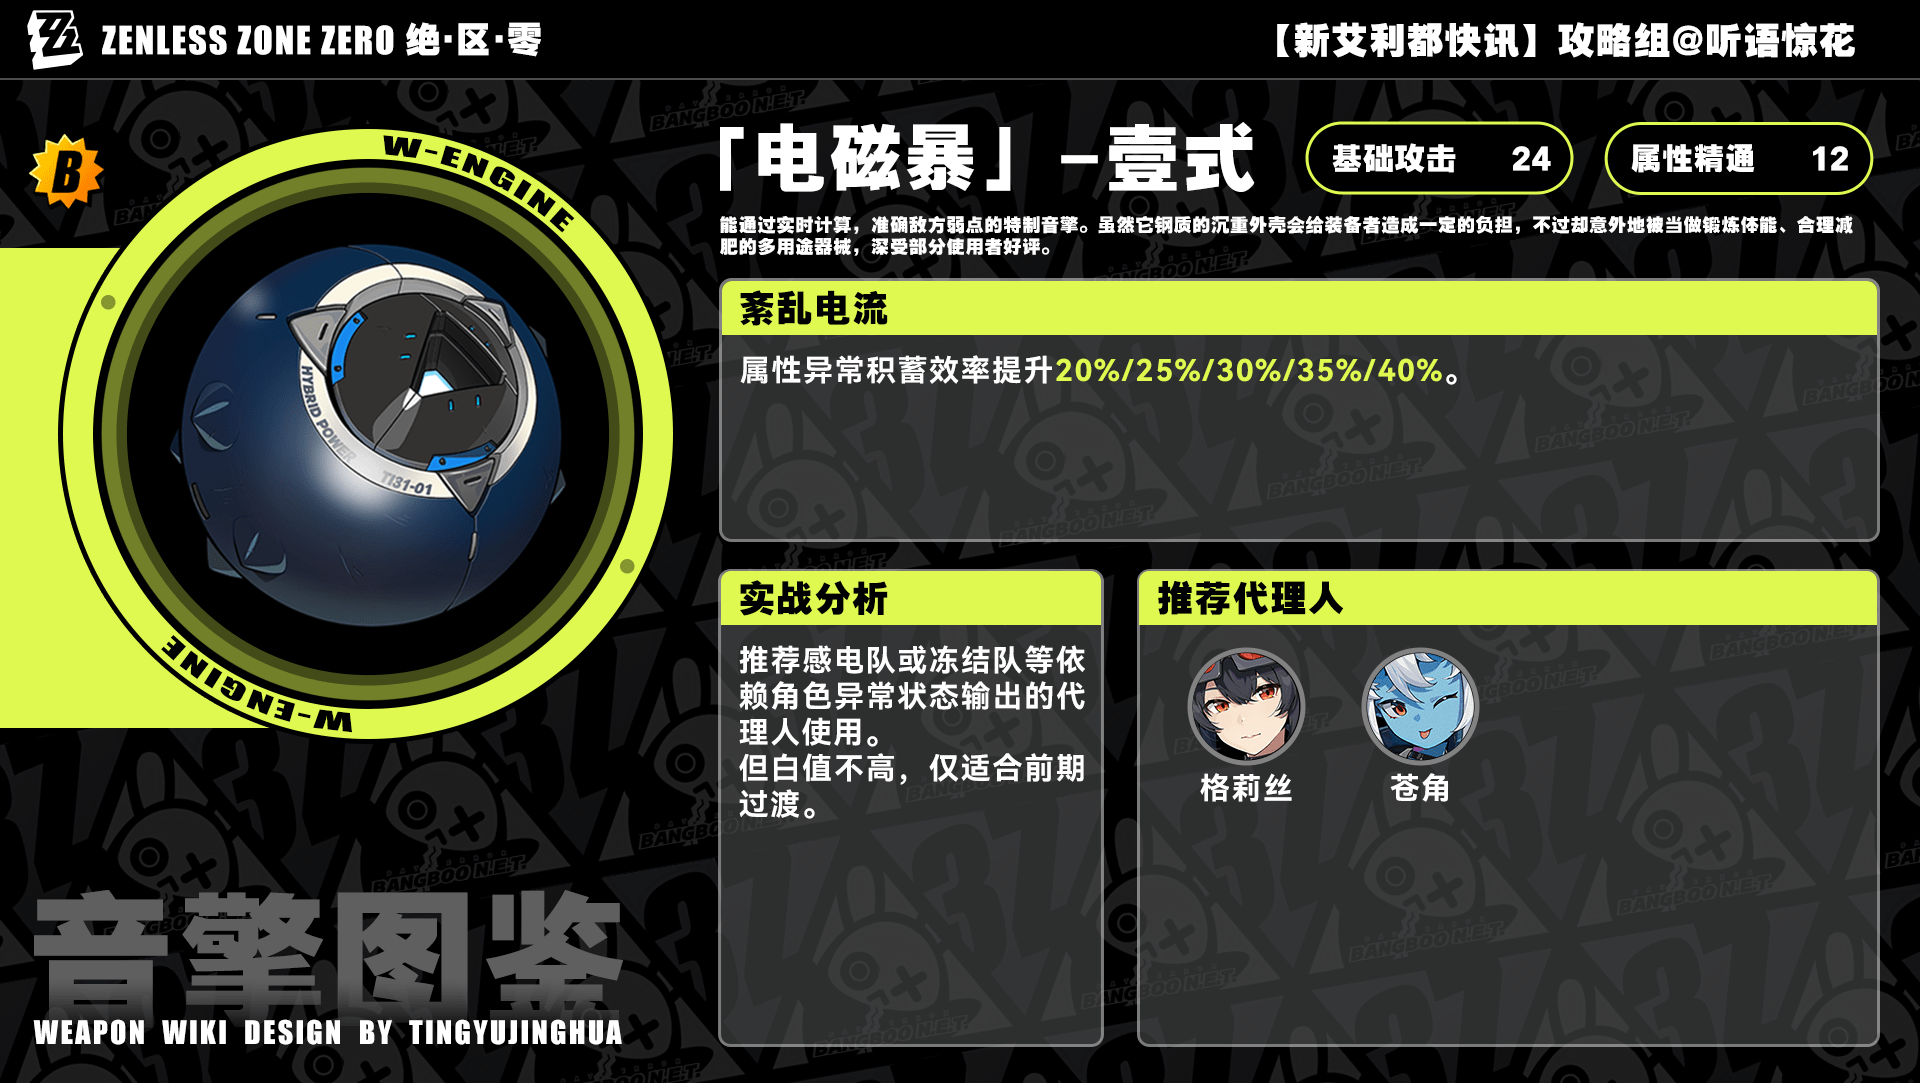 ZENLESS ZONE ZERO 绝·区·零
【新艾利都快讯】攻略组@听语惊花
B
W-ENGINE
HYBRID POWER
TI31-01
W-ENGINE
「电磁暴」-壹式
基础攻击 24
属性精通 12
能通过实时计算，准确敌方弱点的特制音擎。虽然它钢质的沉重外壳会给装备者造成一定的负担，不过却意外地被当做锻炼体能、合理减
肥的多用途器械，深受部分使用者好评。
紊乱电流
属性异常积蓄效率提升20%/25%/30%/35%/40%。
实战分析
推荐感电队或冻结队等依
赖角色异常状态输出的代
理人使用。
但白值不高，仅适合前期
过渡。
推荐代理人
格莉丝
苍角
音擎图鉴
WEAPON WIKI DESIGN BY TINGYUJINGHUA